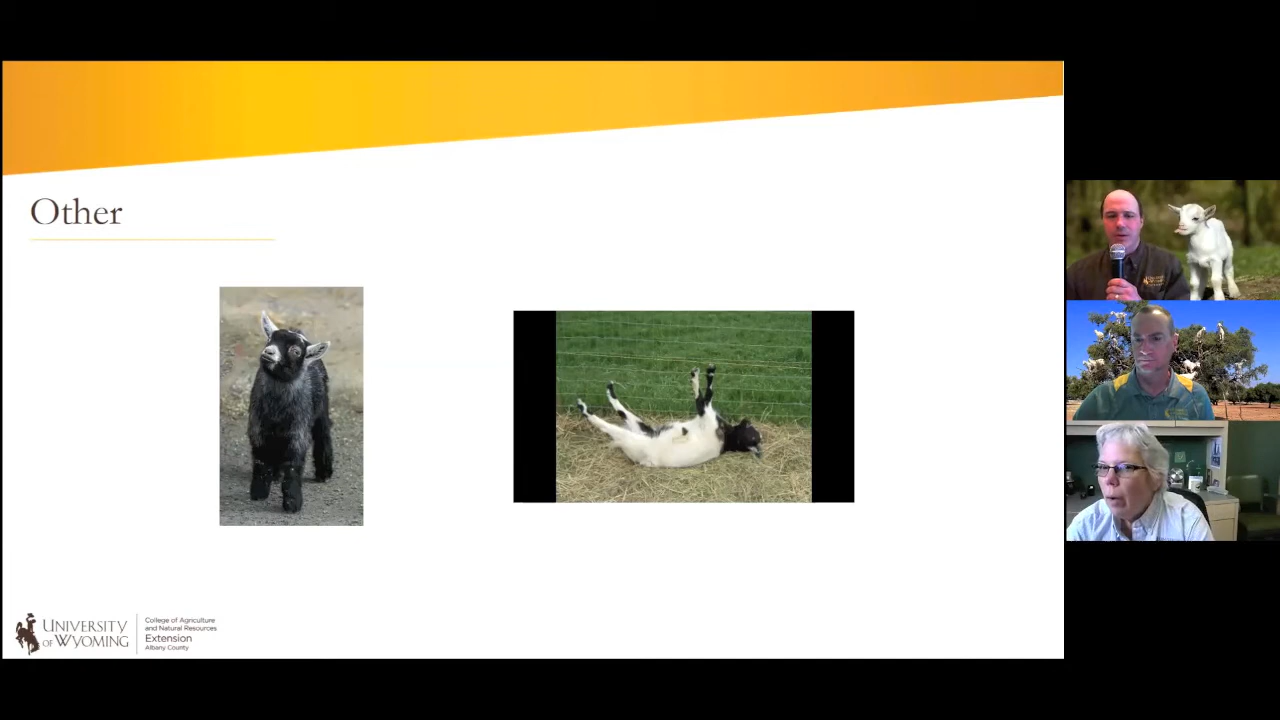 Other
UNIVERSITY
OF WYOMING
College of Agriculture
and Natural Resources
Extension
Albany County